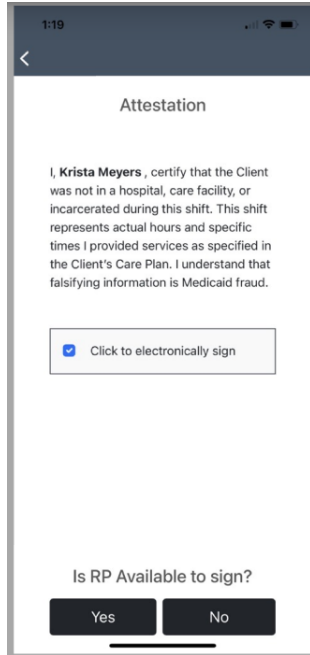 1:19
Attestation
I, Krista Meyers , certify that the Client
was not in a hospital, care facility, or
incarcerated during this shift. This shift
represents actual hours and specific
times I provided services as specified in
the Client's Care Plan. I understand that
falsifying information is Medicaid fraud.
Click to electronically sign
Is RP Available to sign?
Yes No